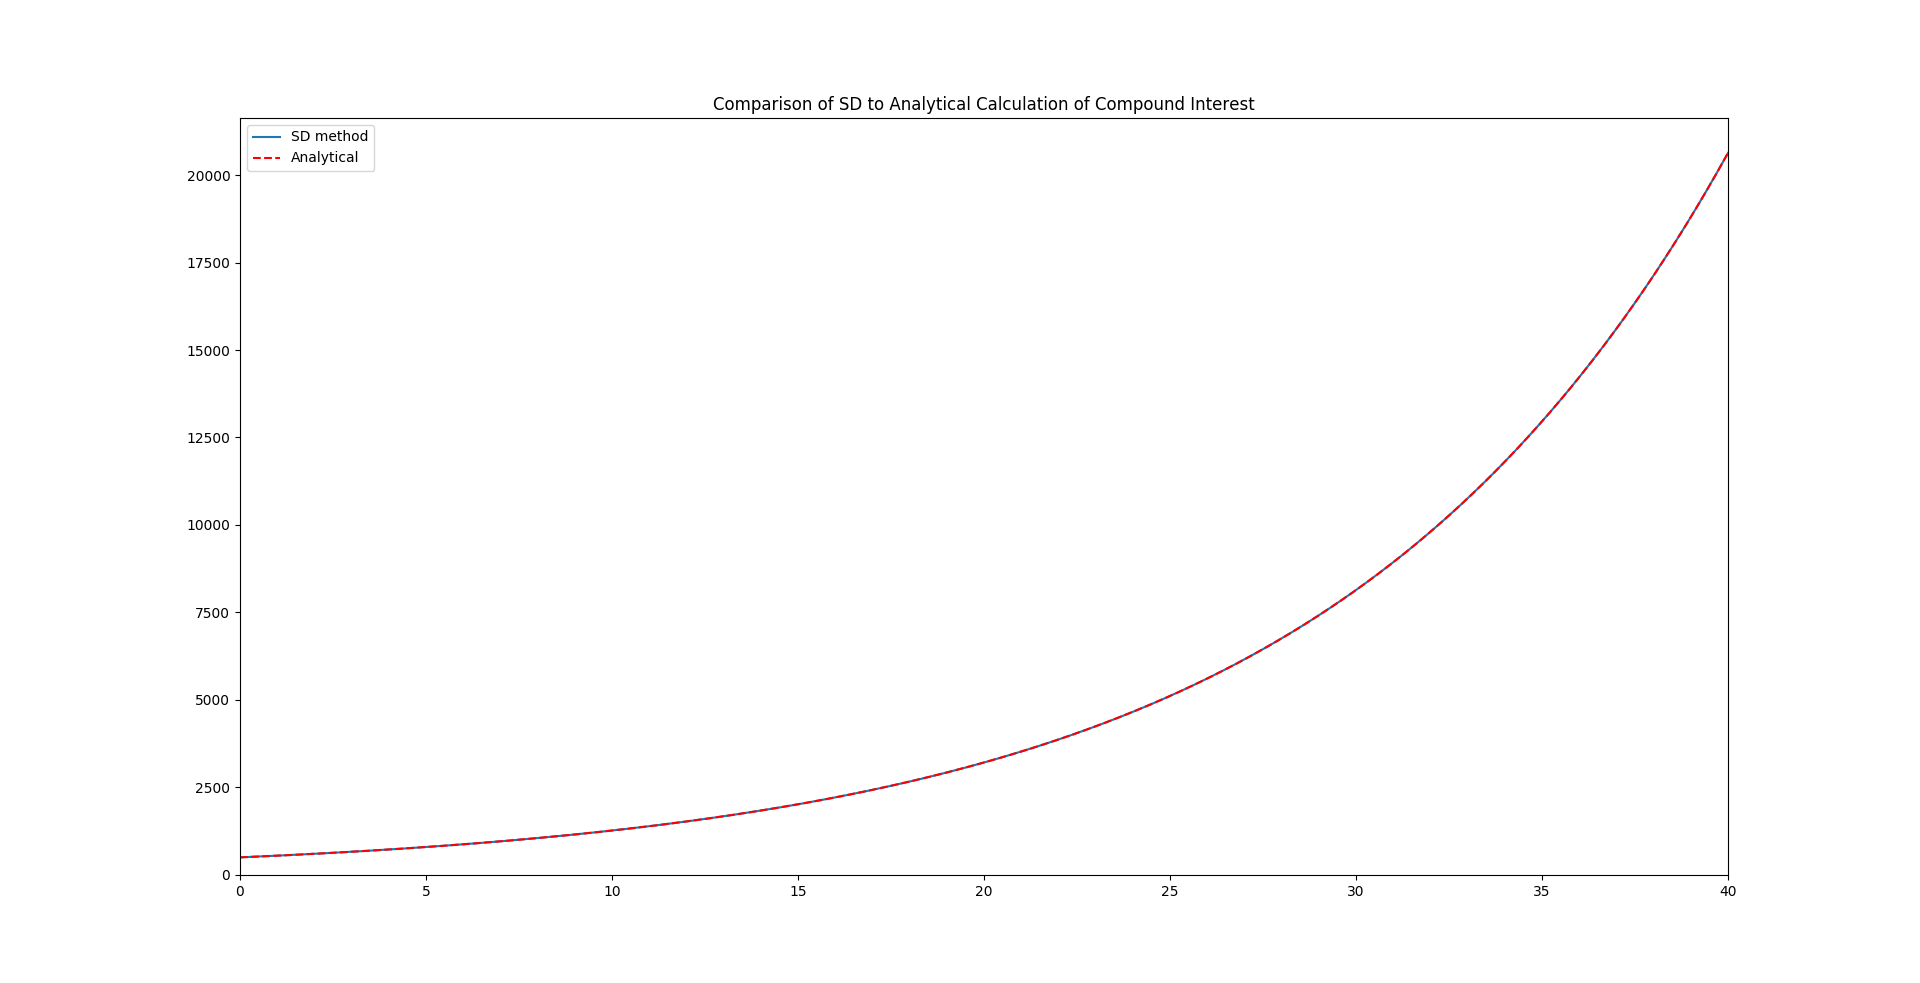 Comparison of SD to Analytical Calculation of Compound Interest
SD method
Analytical
20000
17500
15000
12500
10000
7500
5000
2500
0
0 5 10 15 20 25 30 35 40